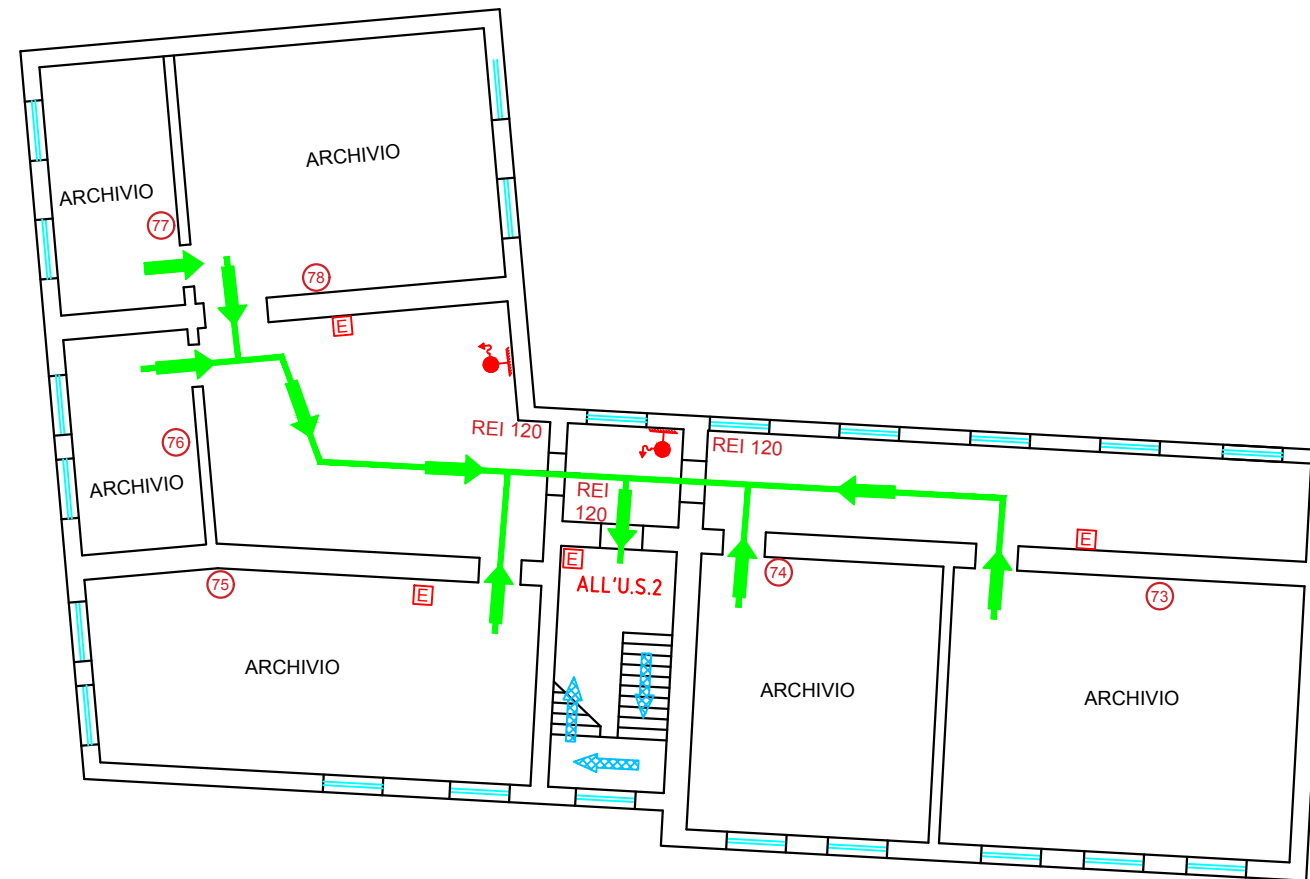 ARCHIVIO
ARCHIVIO
77
78
E
REI 120
REI 120
76
ARCHIVIO
REI
120
E
E
ALL'U.S.2
74
75
E
73
ARCHIVIO
ARCHIVIO
ARCHIVIO